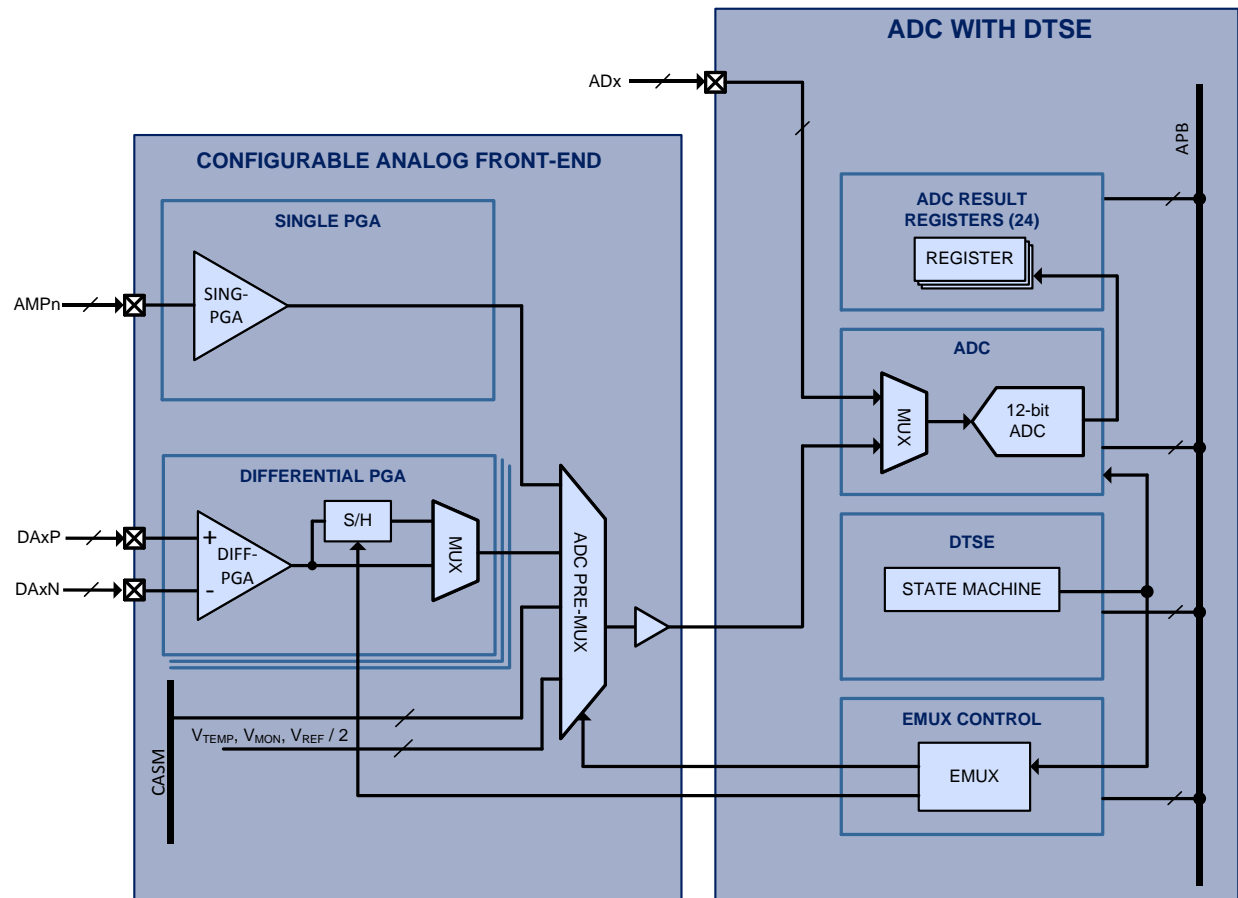 ADC WITH DTSE
ADx
APB
CONFIGURABLE ANALOG FRONT-END
SINGLE PGA
AMPn
SING-
PGA
ADC RESULT
REGISTERS (24)
REGISTER
ADC
MUX
12-bit
ADC
DIFFERENTIAL PGA
DAxP
DAxN
+
-
DIFF-
PGA
S/H
MUX
ADC PRE-MUX
DTSE
STATE MACHINE
CASM
VTEMP, VMON, VREF / 2
EMUX CONTROL
EMUX